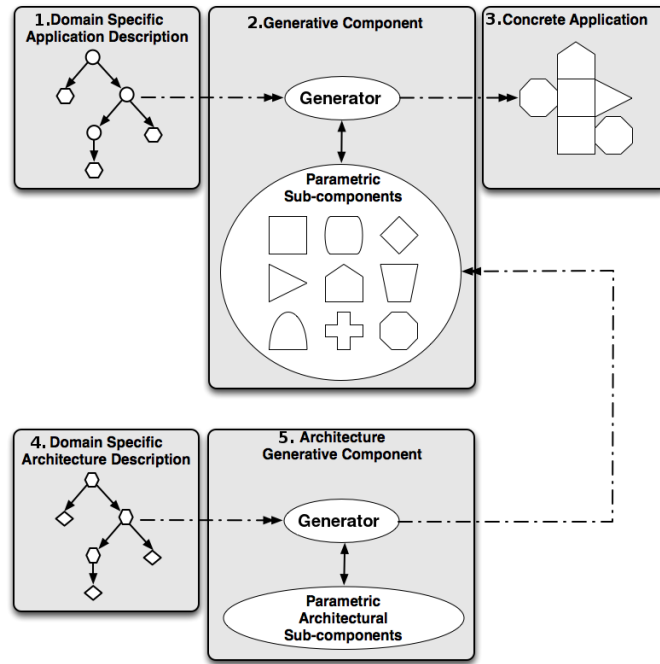 1.Domain Specific
Application Description
2.Generative Component
3.Concrete Application
Generator
Parametric
Sub-components
4. Domain Specific
Architecture Description
5. Architecture
Generative Component
Generator
Parametric
Architectural
Sub-components